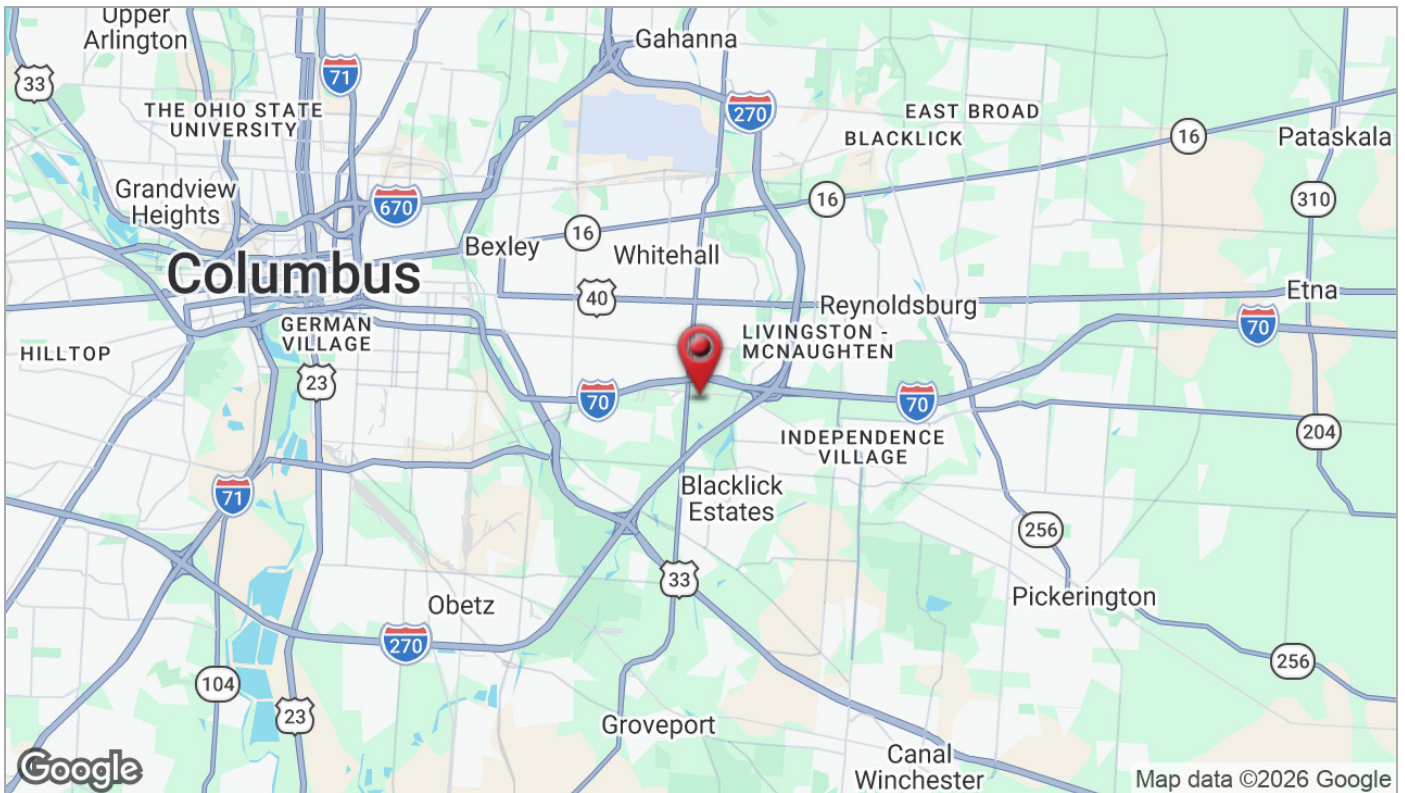 Upper
Arlington
Gahanna
33
71
THE OHIO STATE
UNIVERSITY
270
EAST BROAD
BLACKLICK
16
Pataskala
Grandview
Heights
670
16
310
Bexley
16
Whitehall
Columbus
40
Reynoldsburg
Etna
GERMAN
VILLAGE
LIVINGSTON -
MCNAUGHTEN
70
HILLTOP
23
70
70
204
INDEPENDENCE
VILLAGE
71
Blacklick
Estates
256
33
Pickerington
Obetz
270
256
104
23
Groveport
Canal
Winchester
Google
Map data ©2026 Google